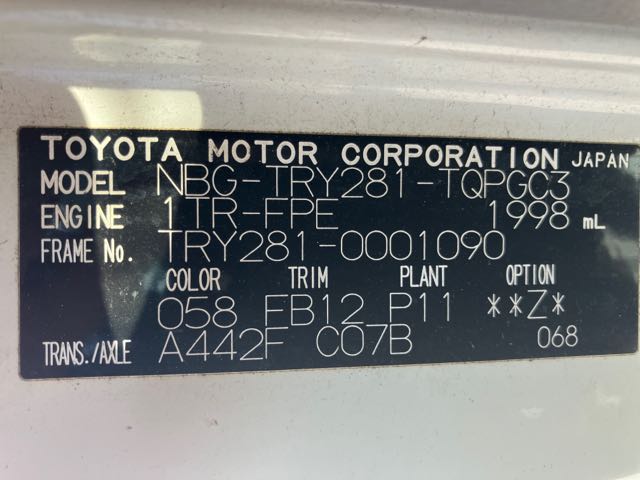 TOYOTA MOTOR CORPORATION JAPAN
MODEL NBG-TRY281-TQPGC3
ENGINE 1TR-FPE 1998 mL
FRAME No. TRY281-0001090
COLOR TRIM PLANT OPTION
058 FB12 P11 **Z*
TRANS./AXLE A442F C07B 068